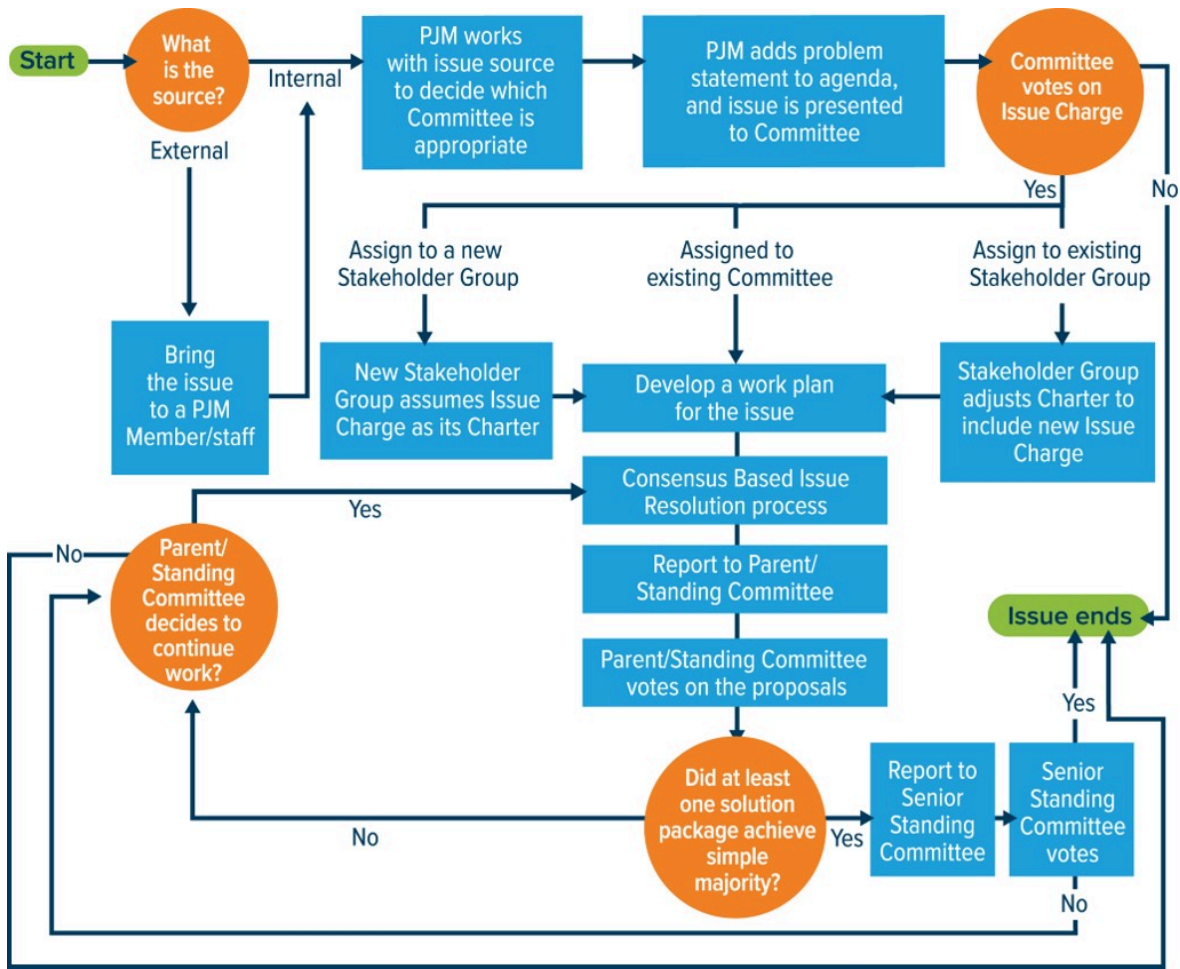 Start
What
is the
source?
Internal
External
PJM works
with issue source
to decide which
Committee is
appropriate
PJM adds problem
statement to agenda,
and issue is presented
to Committee
Committee
votes on
Issue Charge
Yes
No
Assign to a new
Stakeholder Group
Assigned to
existing Committee
Assign to existing
Stakeholder Group
Bring
the issue
to a PJM
Member/staff
New Stakeholder
Group assumes Issue
Charge as its Charter
Develop a work plan
for the issue
Stakeholder Group
adjusts Charter to
include new Issue
Charge
Consensus Based Issue
Resolution process
Yes
No
Parent/
Standing
Committee
decides to
continue
work?
Report to Parent/
Standing Committee
Issue ends
Parent/Standing Committee
votes on the proposals
Yes
Did at least
one solution
package achieve
simple
majority?
No
Yes
Report to
Senior
Standing
Committee
Senior
Standing
Committee
votes
No